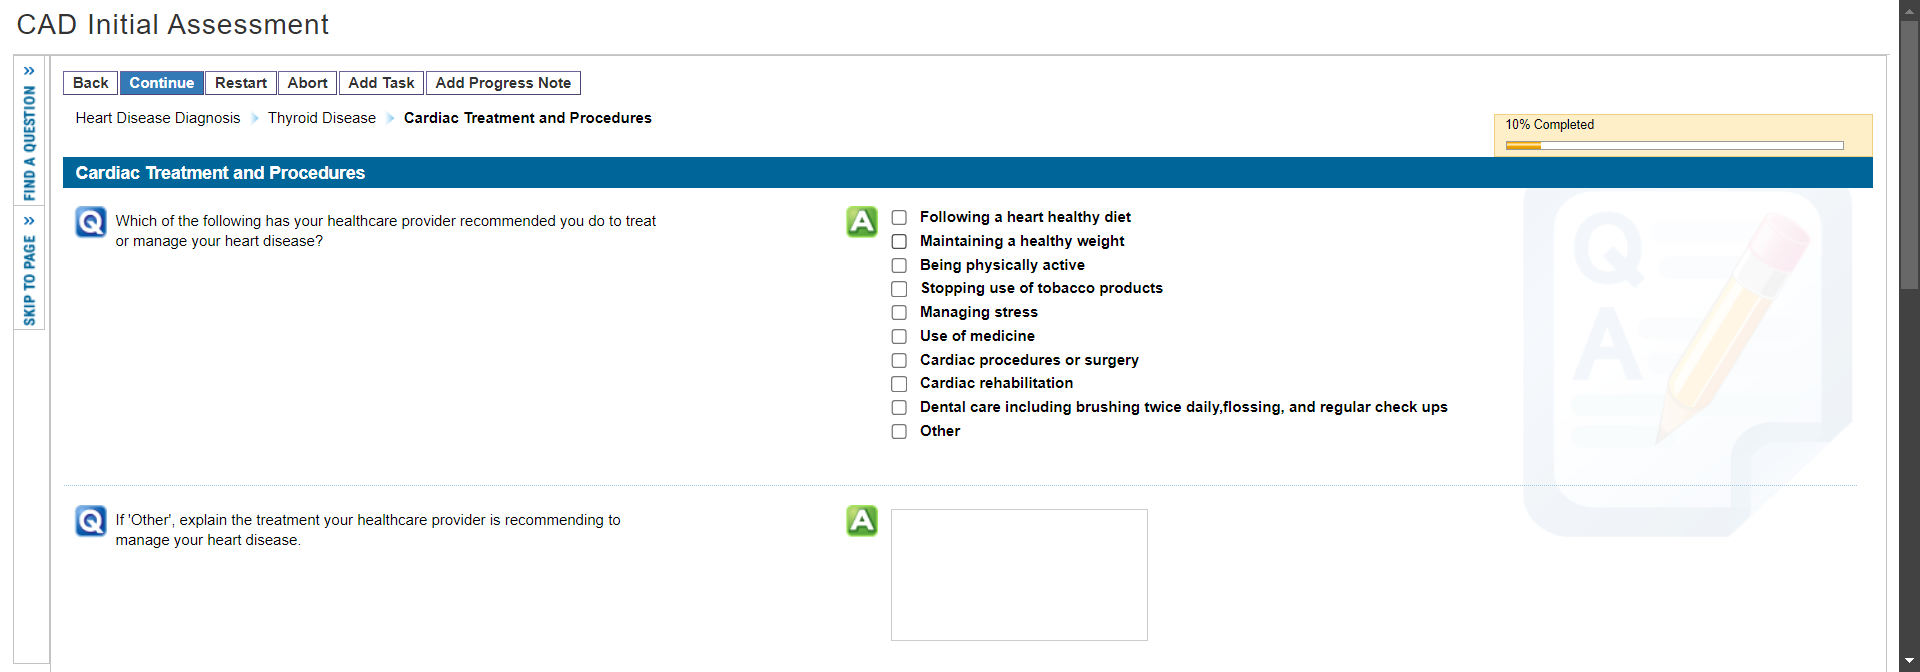 CAD Initial Assessment
» FIND A QUESTION
» SKIP TO PAGE
Back Continue Restart Abort Add Task Add Progress Note
Heart Disease Diagnosis Thyroid Disease Cardiac Treatment and Procedures
10% Completed
Cardiac Treatment and Procedures
Q Which of the following has your healthcare provider recommended you do to treat
or manage your heart disease?
A Following a heart healthy diet
Maintaining a healthy weight
Being physically active
Stopping use of tobacco products
Managing stress
Use of medicine
Cardiac procedures or surgery
Cardiac rehabilitation
Dental care including brushing twice daily,flossing, and regular check ups
Other
Q
A
Q If 'Other', explain the treatment your healthcare provider is recommending to
manage your heart disease.
A